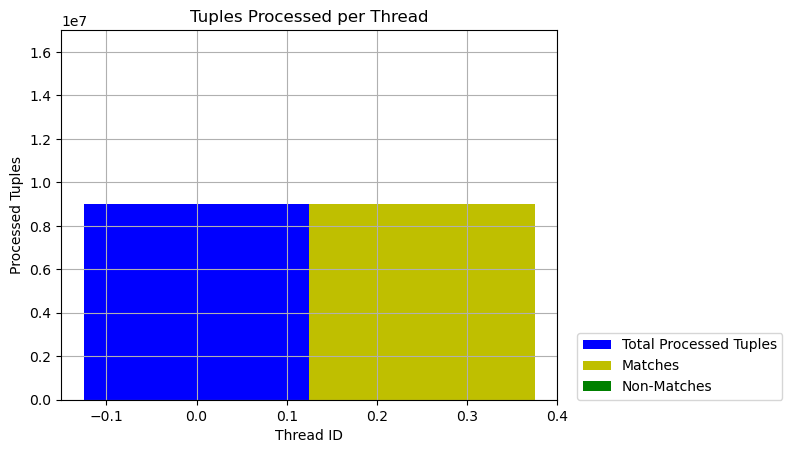 Tuples Processed per Thread
1e7
1.6
1.4
1.2
1.0
0.8
0.6
0.4
0.2
0.0
Processed Tuples
−0.1 0.0 0.1 0.2 0.3 0.4
Thread ID
Total Processed Tuples
Matches
Non-Matches